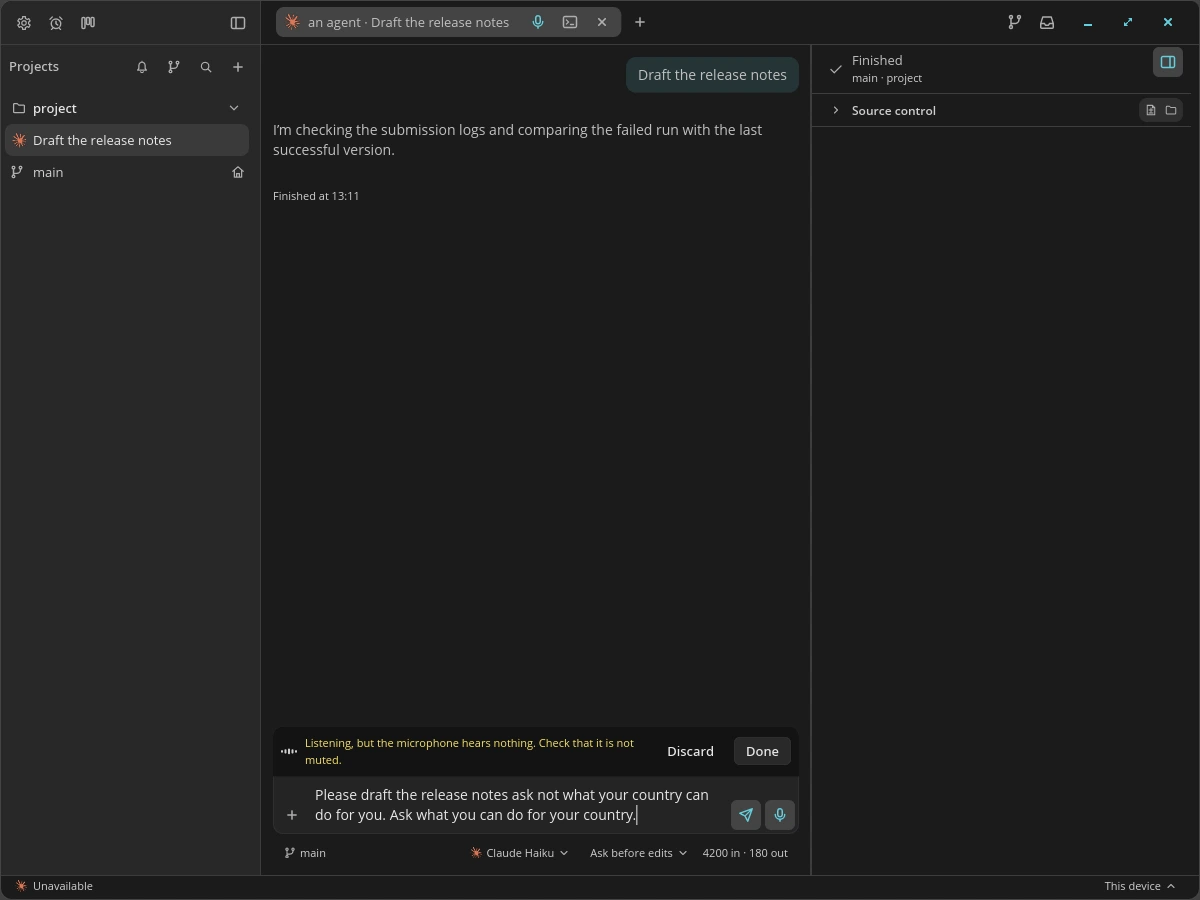 an agent · Draft the release notes
Projects
project
Draft the release notes
main
Draft the release notes
I'm checking the submission logs and comparing the failed run with the last
successful version.
Finished at 13:11
Finished
main · project
Source control
Listening, but the microphone hears nothing. Check that it is not
muted.
Discard
Done
Please draft the release notes ask not what your country can
do for you. Ask what you can do for your country.
main
Claude Haiku
Ask before edits
4200 in · 180 out
Unavailable
This device